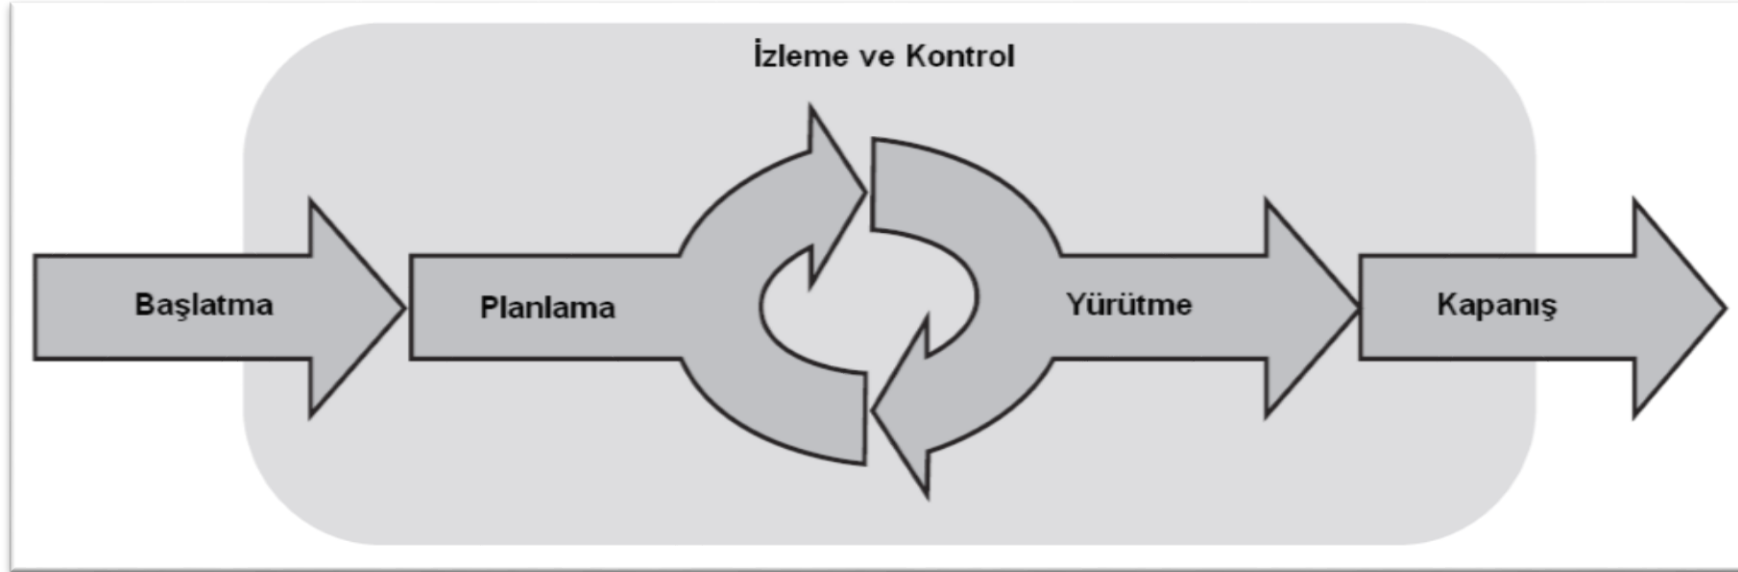 İzleme ve Kontrol
Başlatma
Planlama
Yürütme
Kapanış